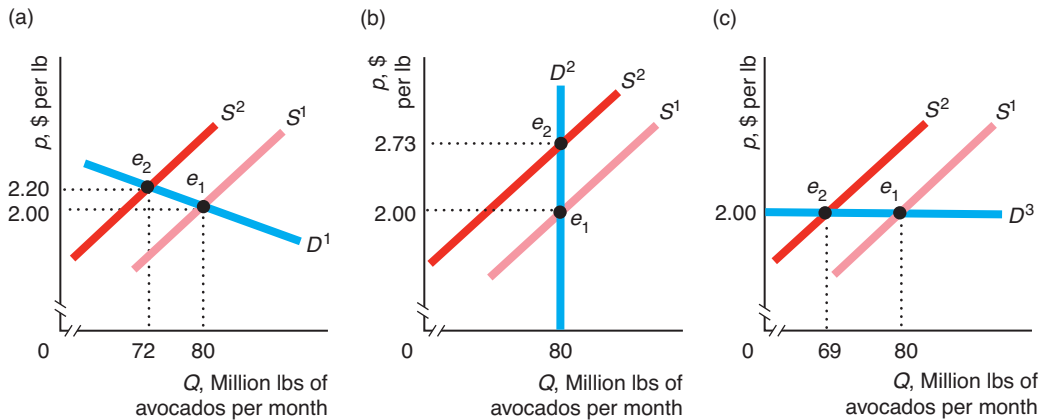 (a)
p, $ per lb
S²
S¹
e₂
e₁
2.20
2.00
D¹
0
72
80
Q, Million lbs of
avocados per month
(b)
p, $
per lb
D²
S²
S¹
e₂
2.73
2.00
e₁
0
80
Q, Million lbs of
avocados per month
(c)
p, $ per lb
S²
S¹
e₂
e₁
2.00
D³
0
69
80
Q, Million lbs of
avocados per month